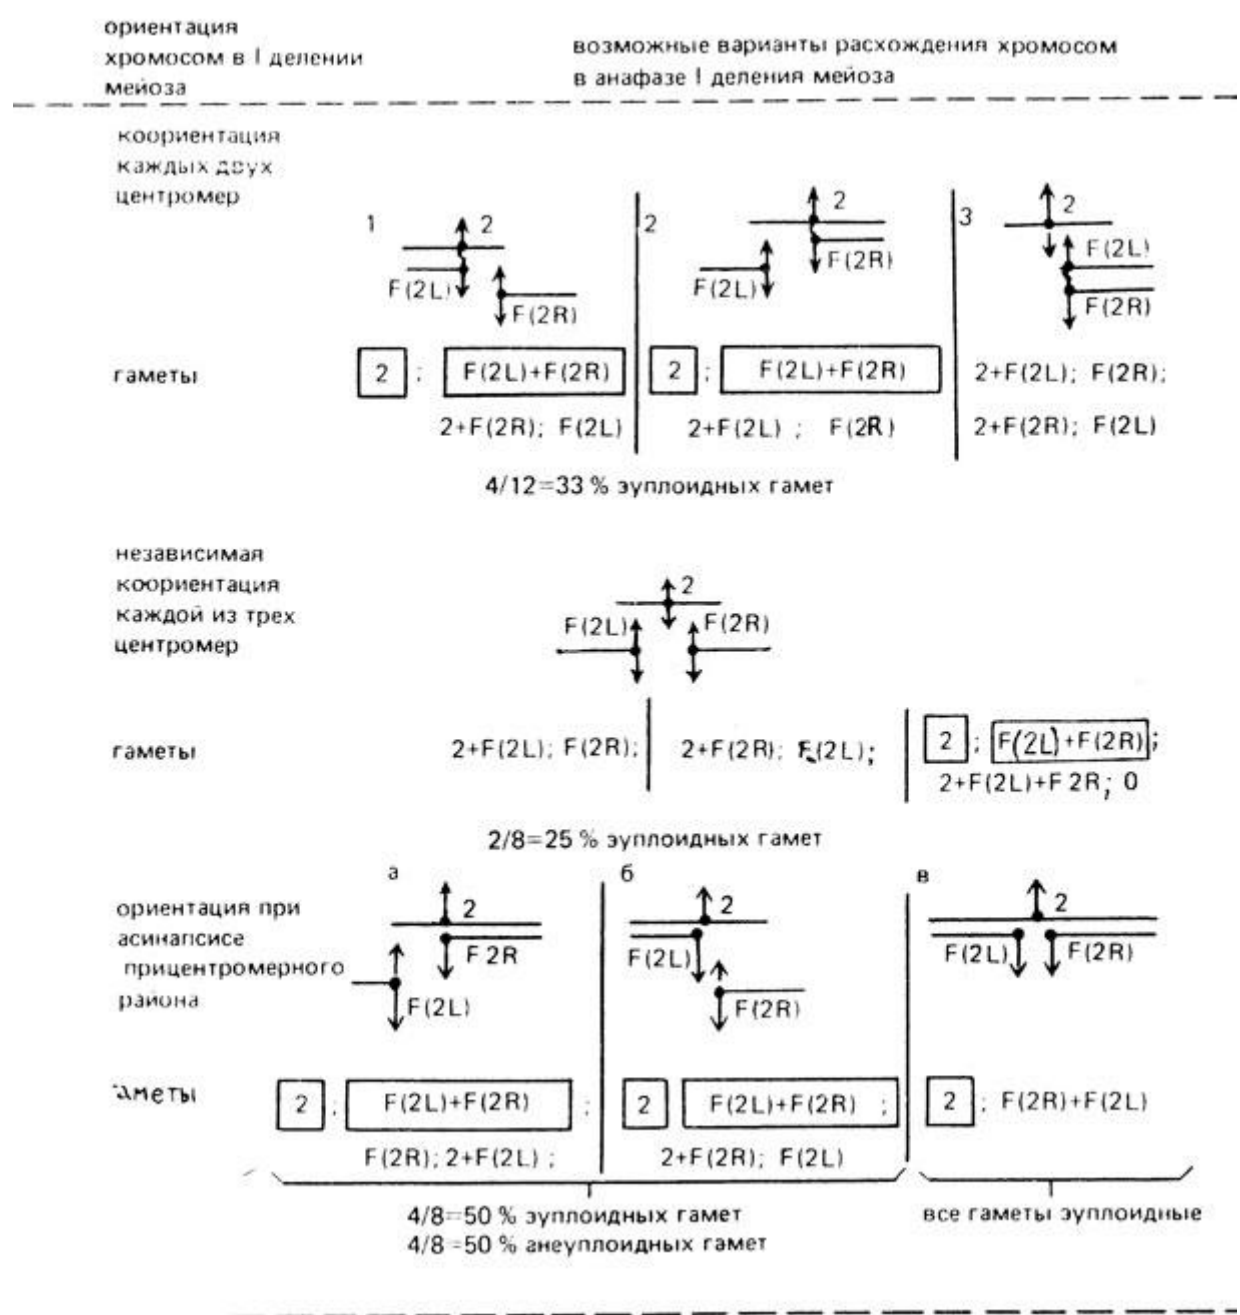 ориентация
хромосом в I делении
мейоза
возможные варианты расхождения хромосом
в анафазе I деления мейоза
коориентация
каждых двух
центромер
1
2
F(2L)
F(2R)
2
2
F(2L)
F(2R)
3
2
F(2L)
F(2R)
гаметы
2 ; F(2L)+F(2R)
2+F(2R); F(2L)
2 ; F(2L)+F(2R)
2+F(2L) ; F(2R)
2+F(2L); F(2R);
2+F(2R); F(2L)
4/12=33 % эуплоидных гамет
независимая
коориентация
каждой из трех
центромер
2
F(2L)
F(2R)
гаметы
2+F(2L); F(2R);
2+F(2R); F(2L);
2 ; F(2L)+F(2R) ;
2+F(2L)+F 2R; 0
2/8=25 % эуплоидных гамет
ориентация при
асинапсисе
прицентромерного
района
а
2
F 2R
F(2L)
б
2
F(2L)
F(2R)
в
2
F(2L)
F(2R)
аметы
2 ; F(2L)+F(2R) ;
F(2R); 2+F(2L) ;
2 F(2L)+F(2R) ;
2+F(2R); F(2L)
2 ; F(2R)+F(2L)
4/8=50 % эуплоидных гамет
4/8=50 % анеуплоидных гамет
все гаметы эуплоидные